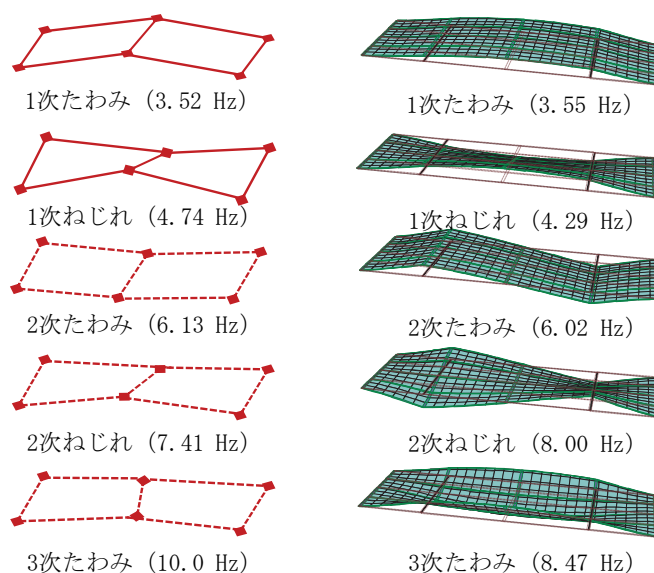 1次たわみ (3.52 Hz)
1次たわみ (3.55 Hz)
1次ねじれ (4.74 Hz)
1次ねじれ (4.29 Hz)
2次たわみ (6.13 Hz)
2次たわみ (6.02 Hz)
2次ねじれ (7.41 Hz)
2次ねじれ (8.00 Hz)
3次たわみ (10.0 Hz)
3次たわみ (8.47 Hz)